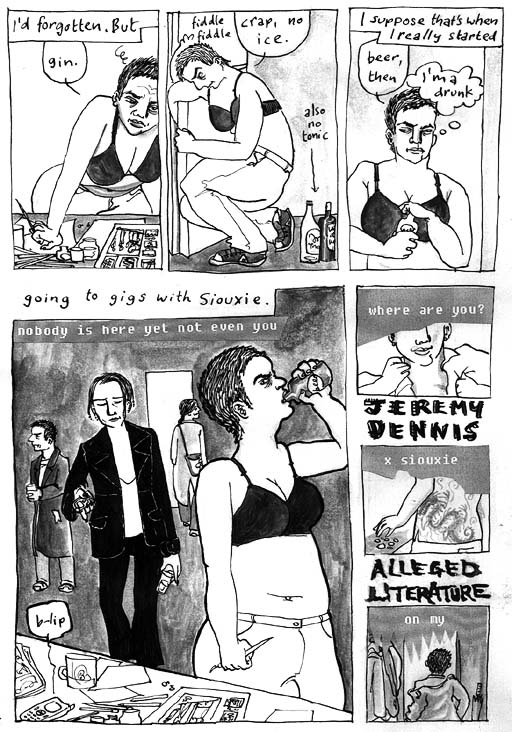 I'd forgotten. But
gin.
fiddle
fiddle
crap, no
ice.
also
no
tonic
I suppose that's when
I really started
beer,
then
I'm a
drunk
going to gigs with Siouxie.
nobody is here yet not even you
b-lip
where are you?
JEREMY
DENNIS
x siouxie
ALLEGED
LITERATURE
on my